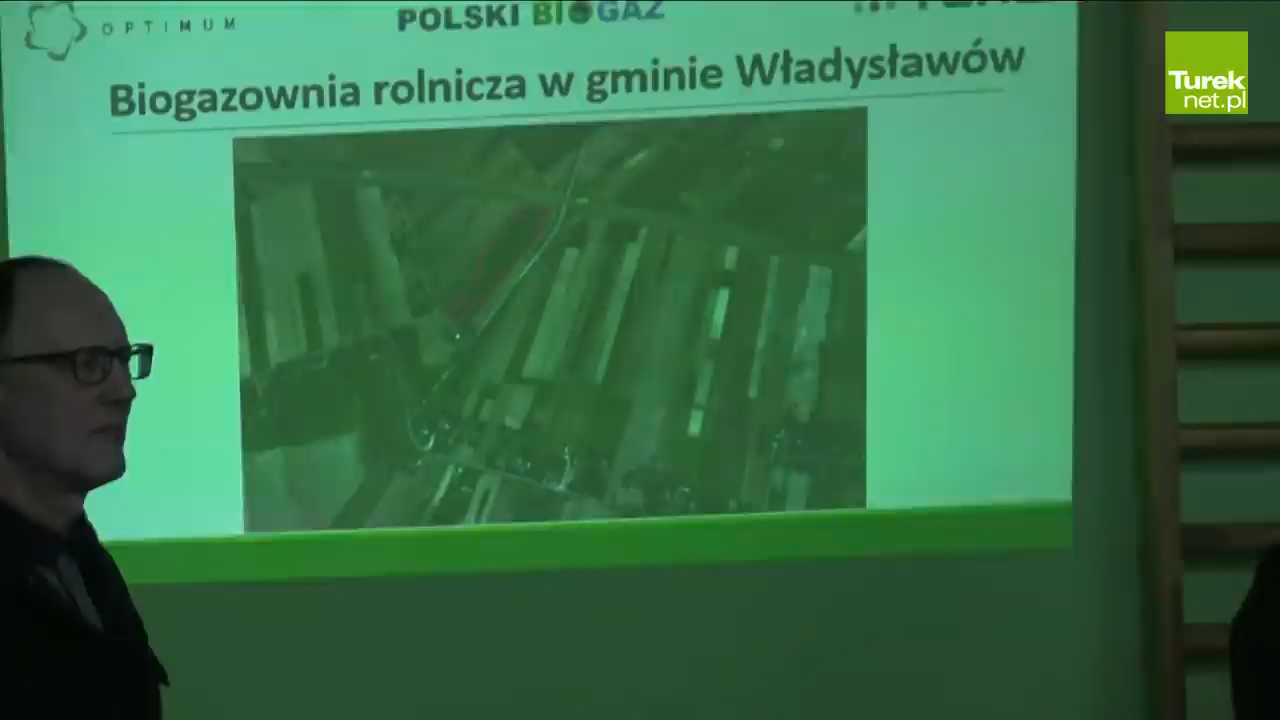 OPTIMUM
POLSKI BIOGAZ
Biogazownia rolnicza w gminie Władysławów
Turek
net.pl